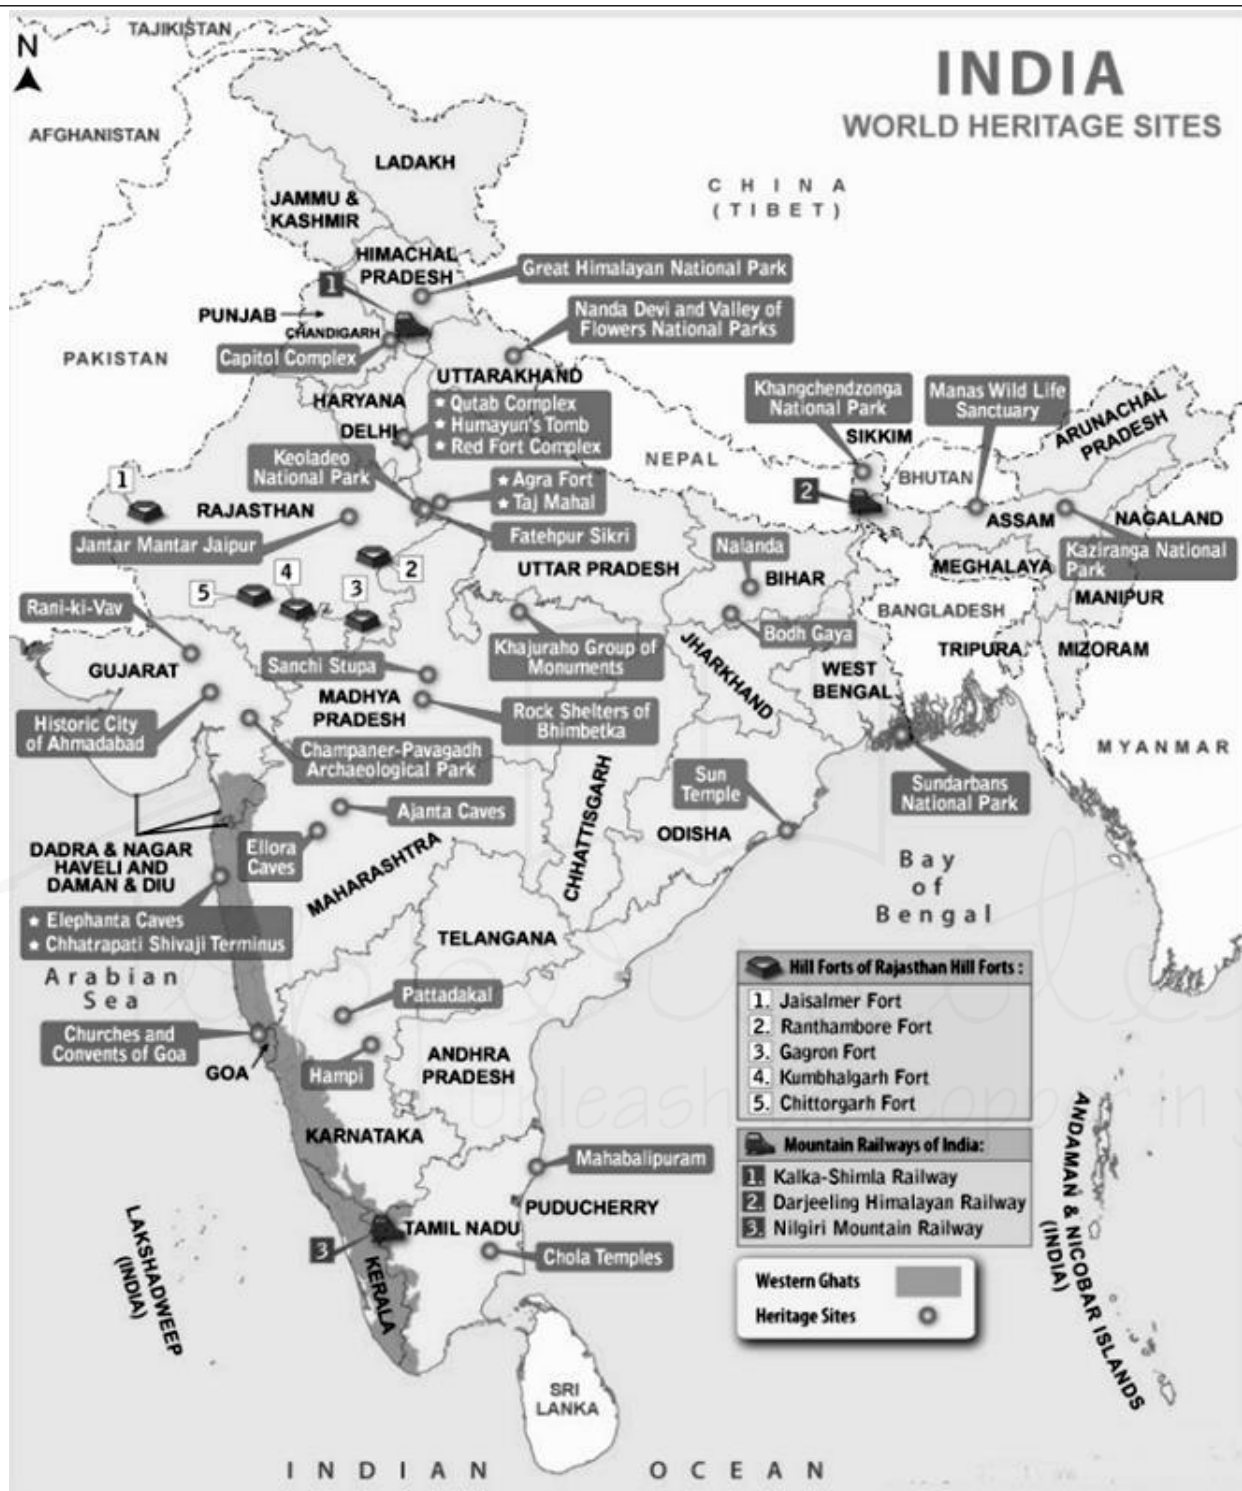 TAJIKISTAN
N
INDIA
WORLD HERITAGE SITES
AFGHANISTAN
LADAKH
CHINA
(TIBET)
JAMMU &
KASHMIR
HIMACHAL
PRADESH
Great Himalayan National Park
1
PUNJAB
CHANDIGARH
Nanda Devi and Valley of
Flowers National Parks
PAKISTAN
Capitol Complex
UTTARAKHAND
HARYANA
Qutab Complex
Humayun's Tomb
Red Fort Complex
DELHI
Khangchendzonga
National Park
Manas Wild Life
Sanctuary
ARUNACHAL
PRADESH
SIKKIM
NEPAL
BHUTAN
Keoladeo
National Park
Agra Fort
Taj Mahal
1
2
RAJASTHAN
ASSAM
NAGALAND
Jantar Mantar Jaipur
Fatehpur Sikri
Nalanda
Kaziranga National
Park
UTTAR PRADESH
BIHAR
MEGHALAYA
5
4
3
2
MANIPUR
Rani-ki-Vav
BANGLADESH
Khajuraho Group of
Monuments
Bodh Gaya
GUJARAT
Sanchi Stupa
JHARKHAND
WEST
BENGAL
TRIPURA
MIZORAM
MADHYA
PRADESH
Rock Shelters of
Bhimbetka
Historic City
of Ahmadabad
Champaner-Pavagadh
Archaeological Park
MYANMAR
Sun
Temple
Sundarbans
National Park
Ajanta Caves
CHHATTISGARH
ODISHA
Ellora
Caves
MAHARASHTRA
DADRA & NAGAR
HAVELI AND
DAMAN & DIU
Bay
of
Bengal
Elephanta Caves
Chhatrapati Shivaji Terminus
TELANGANA
Arabian
Sea
Pattadakal
Churches and
Convents of Goa
GOA
Hampi
ANDHRA
PRADESH
Hill Forts of Rajasthan Hill Forts :
1. Jaisalmer Fort
2. Ranthambore Fort
3. Gagron Fort
4. Kumbhalgarh Fort
5. Chittorgarh Fort
KARNATAKA
Mahabalipuram
PUDUCHERRY
Mountain Railways of India:
1. Kalka-Shimla Railway
2. Darjeeling Himalayan Railway
3. Nilgiri Mountain Railway
LAKSHADWEEP
(INDIA)
TAMIL NADU
3
Chola Temples
KERALA
Western Ghats
Heritage Sites
ANDAMAN & NICOBAR ISLANDS
(INDIA)
SRI
LANKA
INDIAN OCEAN